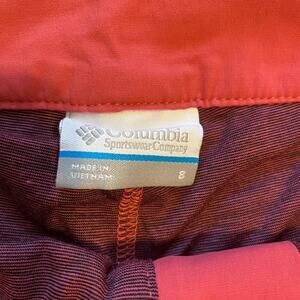 Columbia
Sportswear Company
MADE IN
VIETNAM
8